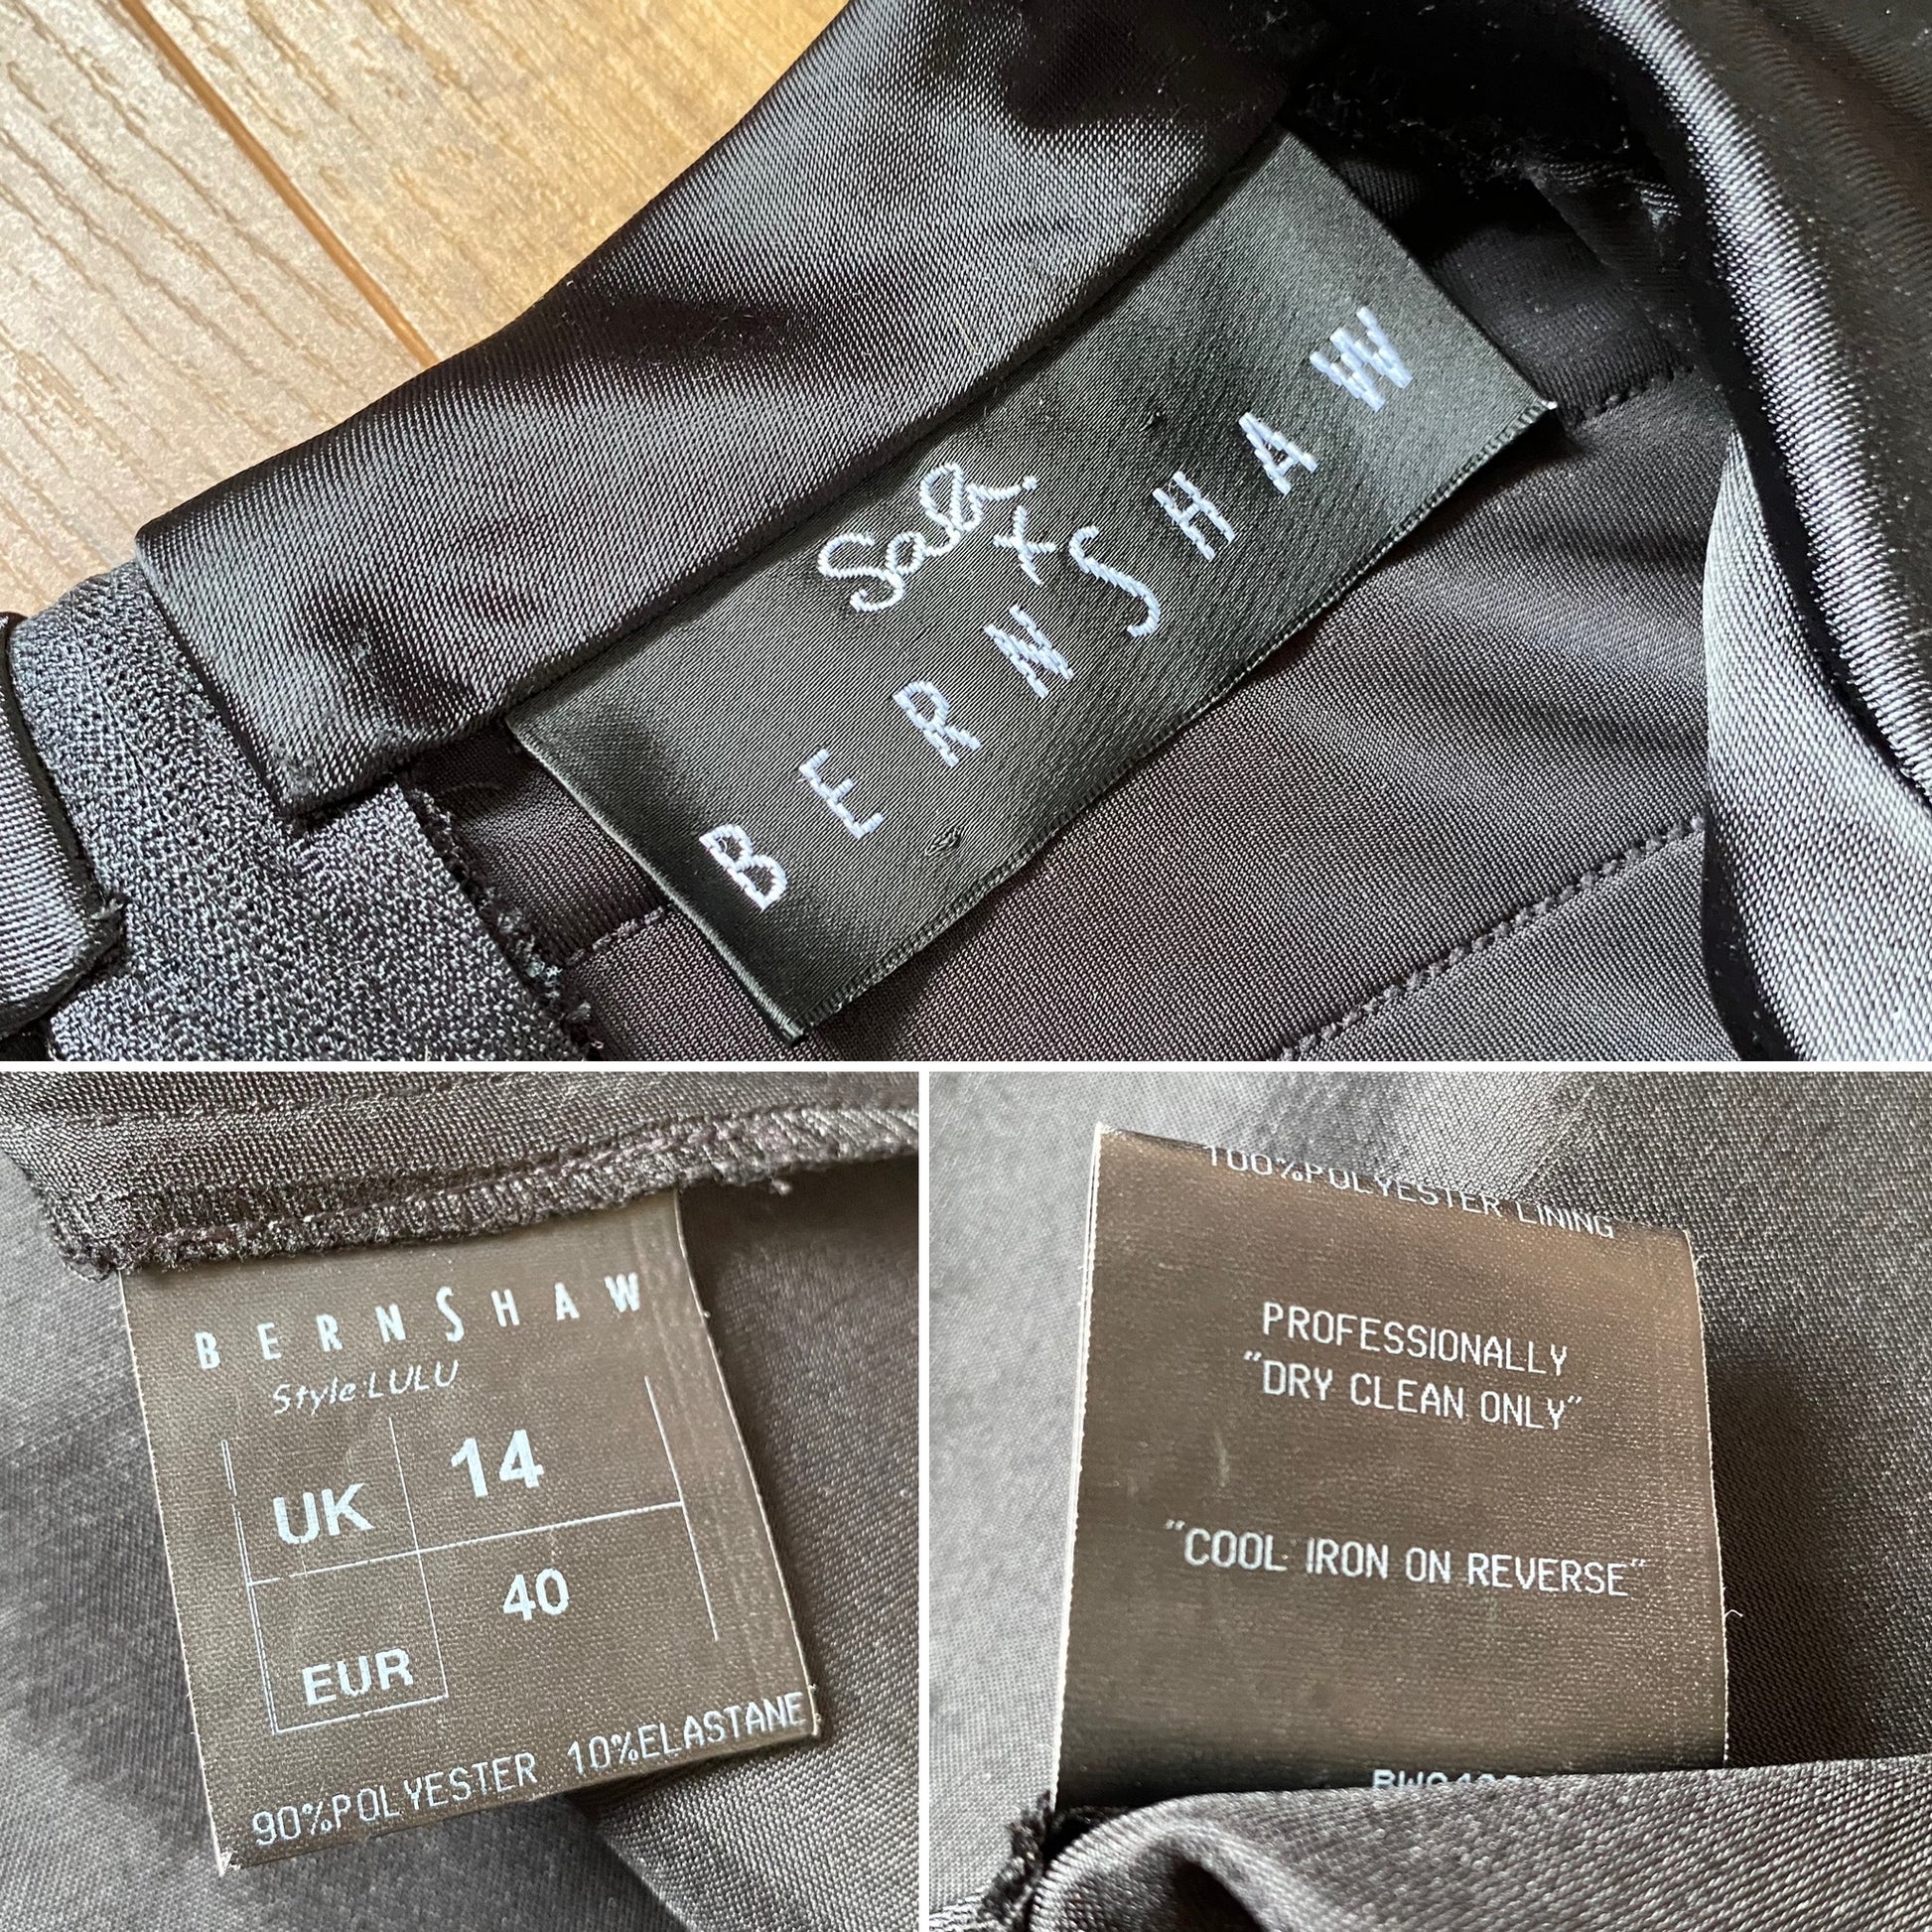 Sab.
x
BERNSHAW
BERNSHAW
Style LULU
UK 14
EUR 40
90%POLYESTER 10%ELASTANE
100%POLYESTER LINING
PROFESSIONALLY
"DRY CLEAN ONLY"
"COOL IRON ON REVERSE"